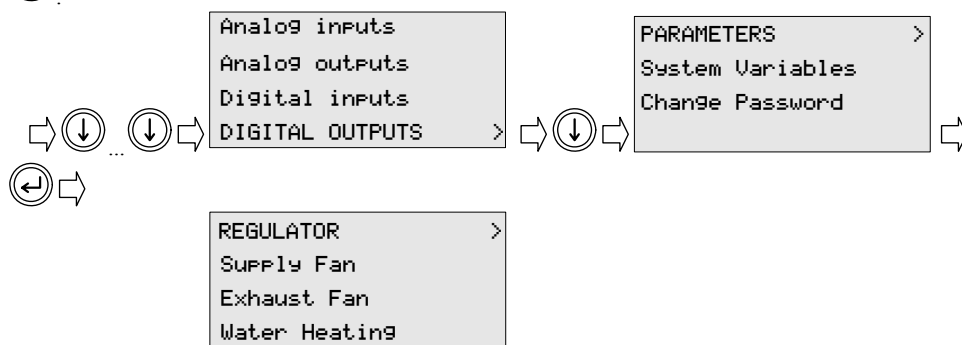 Analog inputs
Analog outputs
Digital inputs
DIGITAL OUTPUTS >
...
PARAMETERS >
System Variables
Change Password
REGULATOR >
Supply Fan
Exhaust Fan
Water Heating